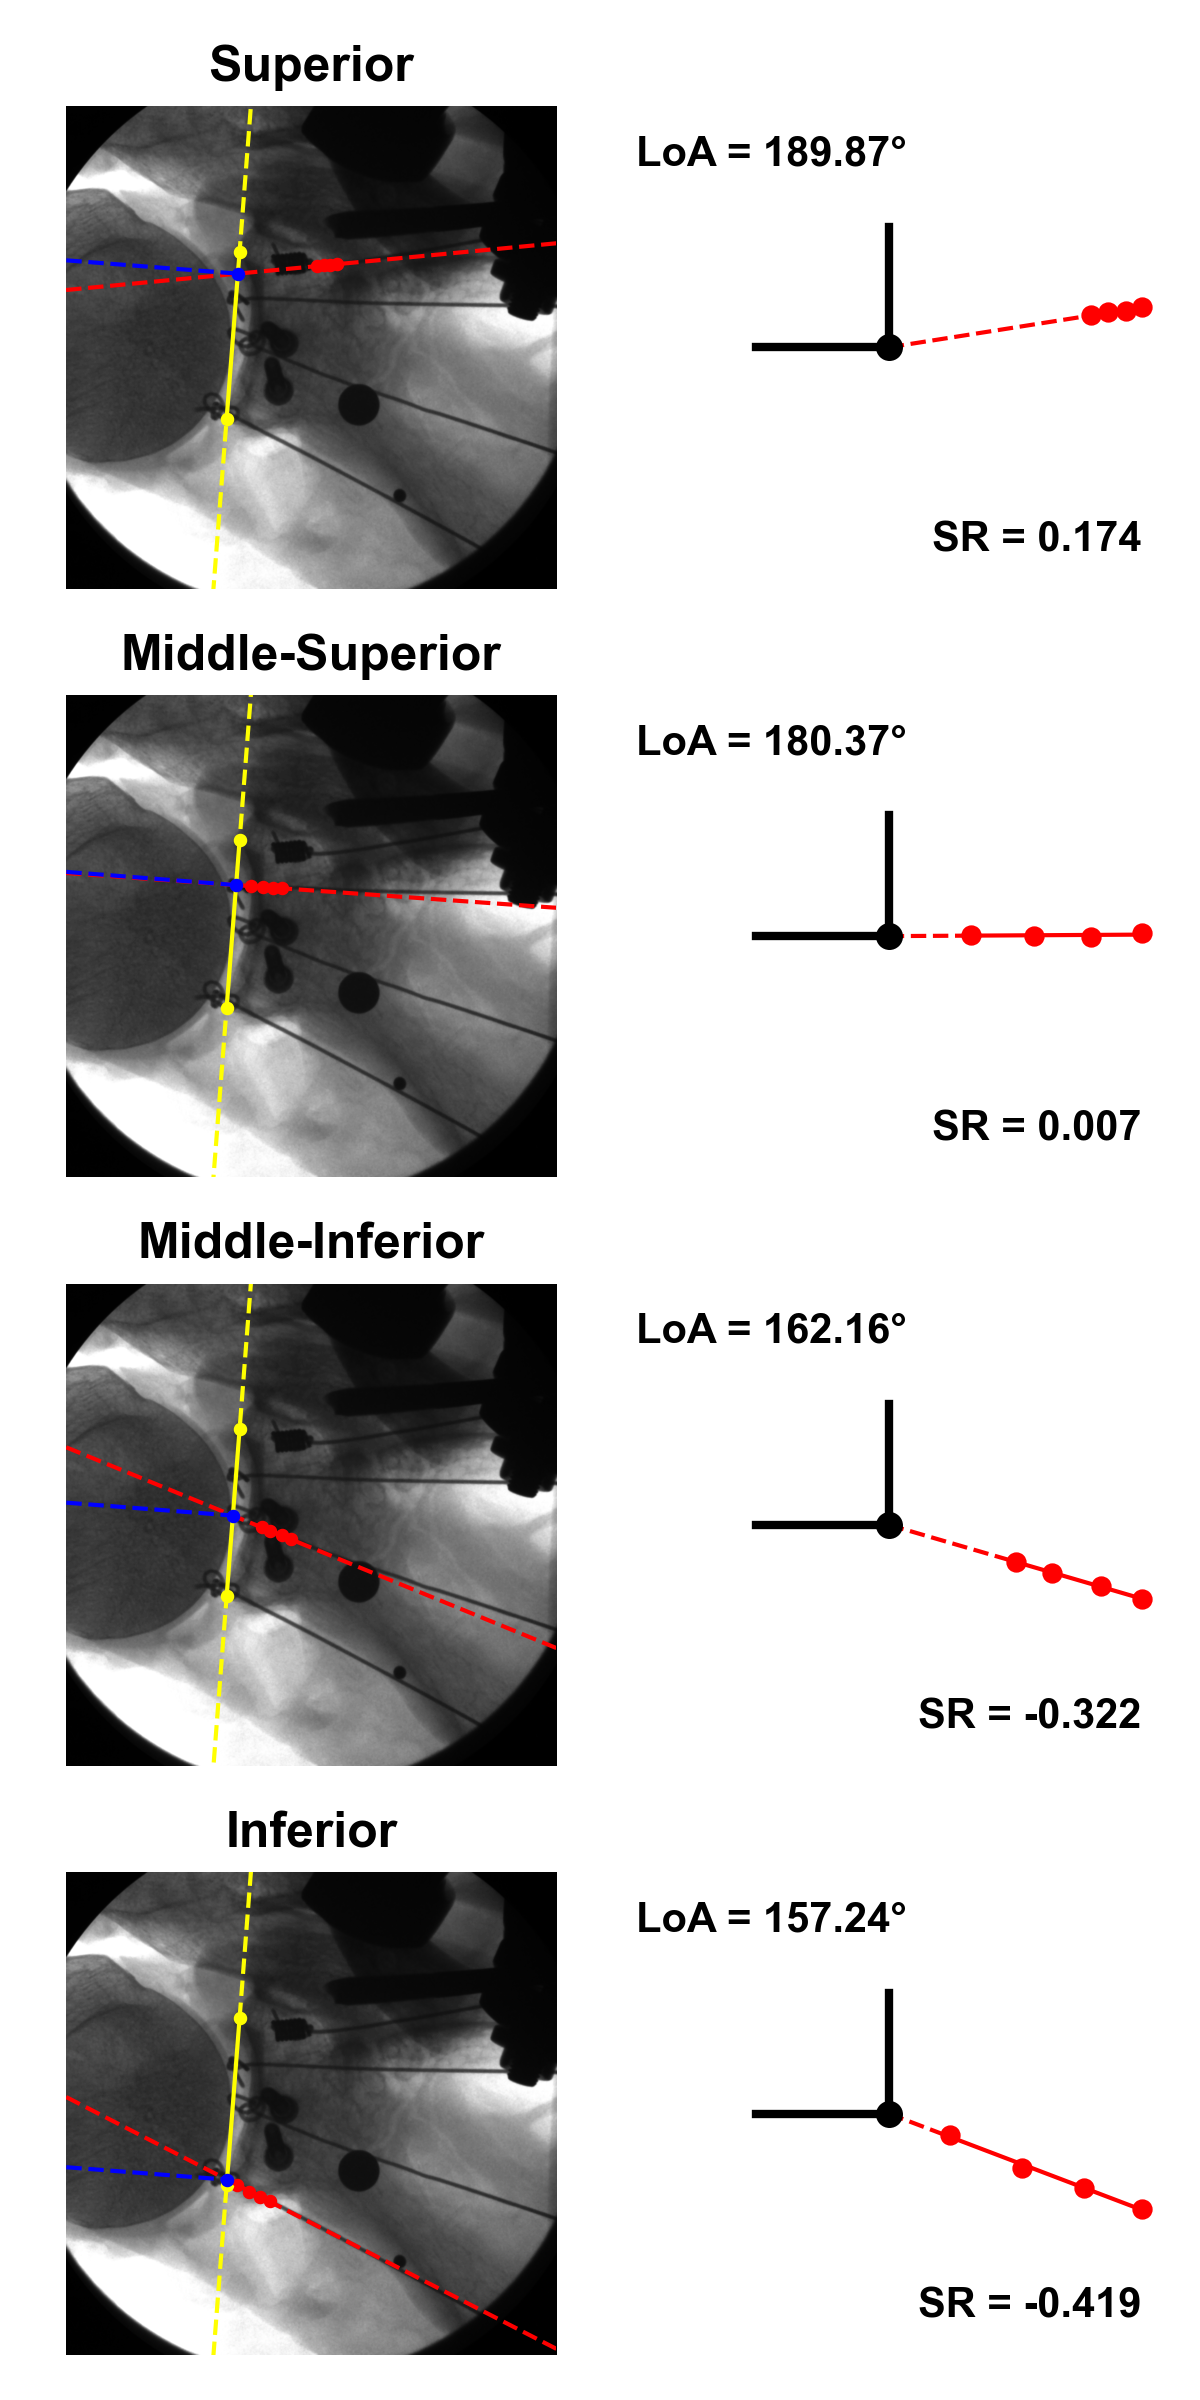 Superior
LoA = 189.87°
SR = 0.174
Middle-Superior
LoA = 180.37°
SR = 0.007
Middle-Inferior
LoA = 162.16°
SR = -0.322
Inferior
LoA = 157.24°
SR = -0.419